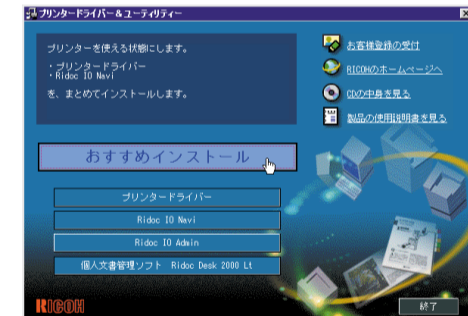 プリンタードライバー＆ユーティリティー
プリンターを使える状態にします。
・プリンタードライバー
・Ridoc IO Navi
を、まとめてインストールします。
お客様登録の受付
RICOHのホームページへ
CDの中身を見る
製品の使用説明書を見る
おすすめインストール
プリンタードライバー
Ridoc IO Navi
Ridoc IO Admin
個人文書管理ソフト　Ridoc Desk 2000 Lt
RICOH
終了